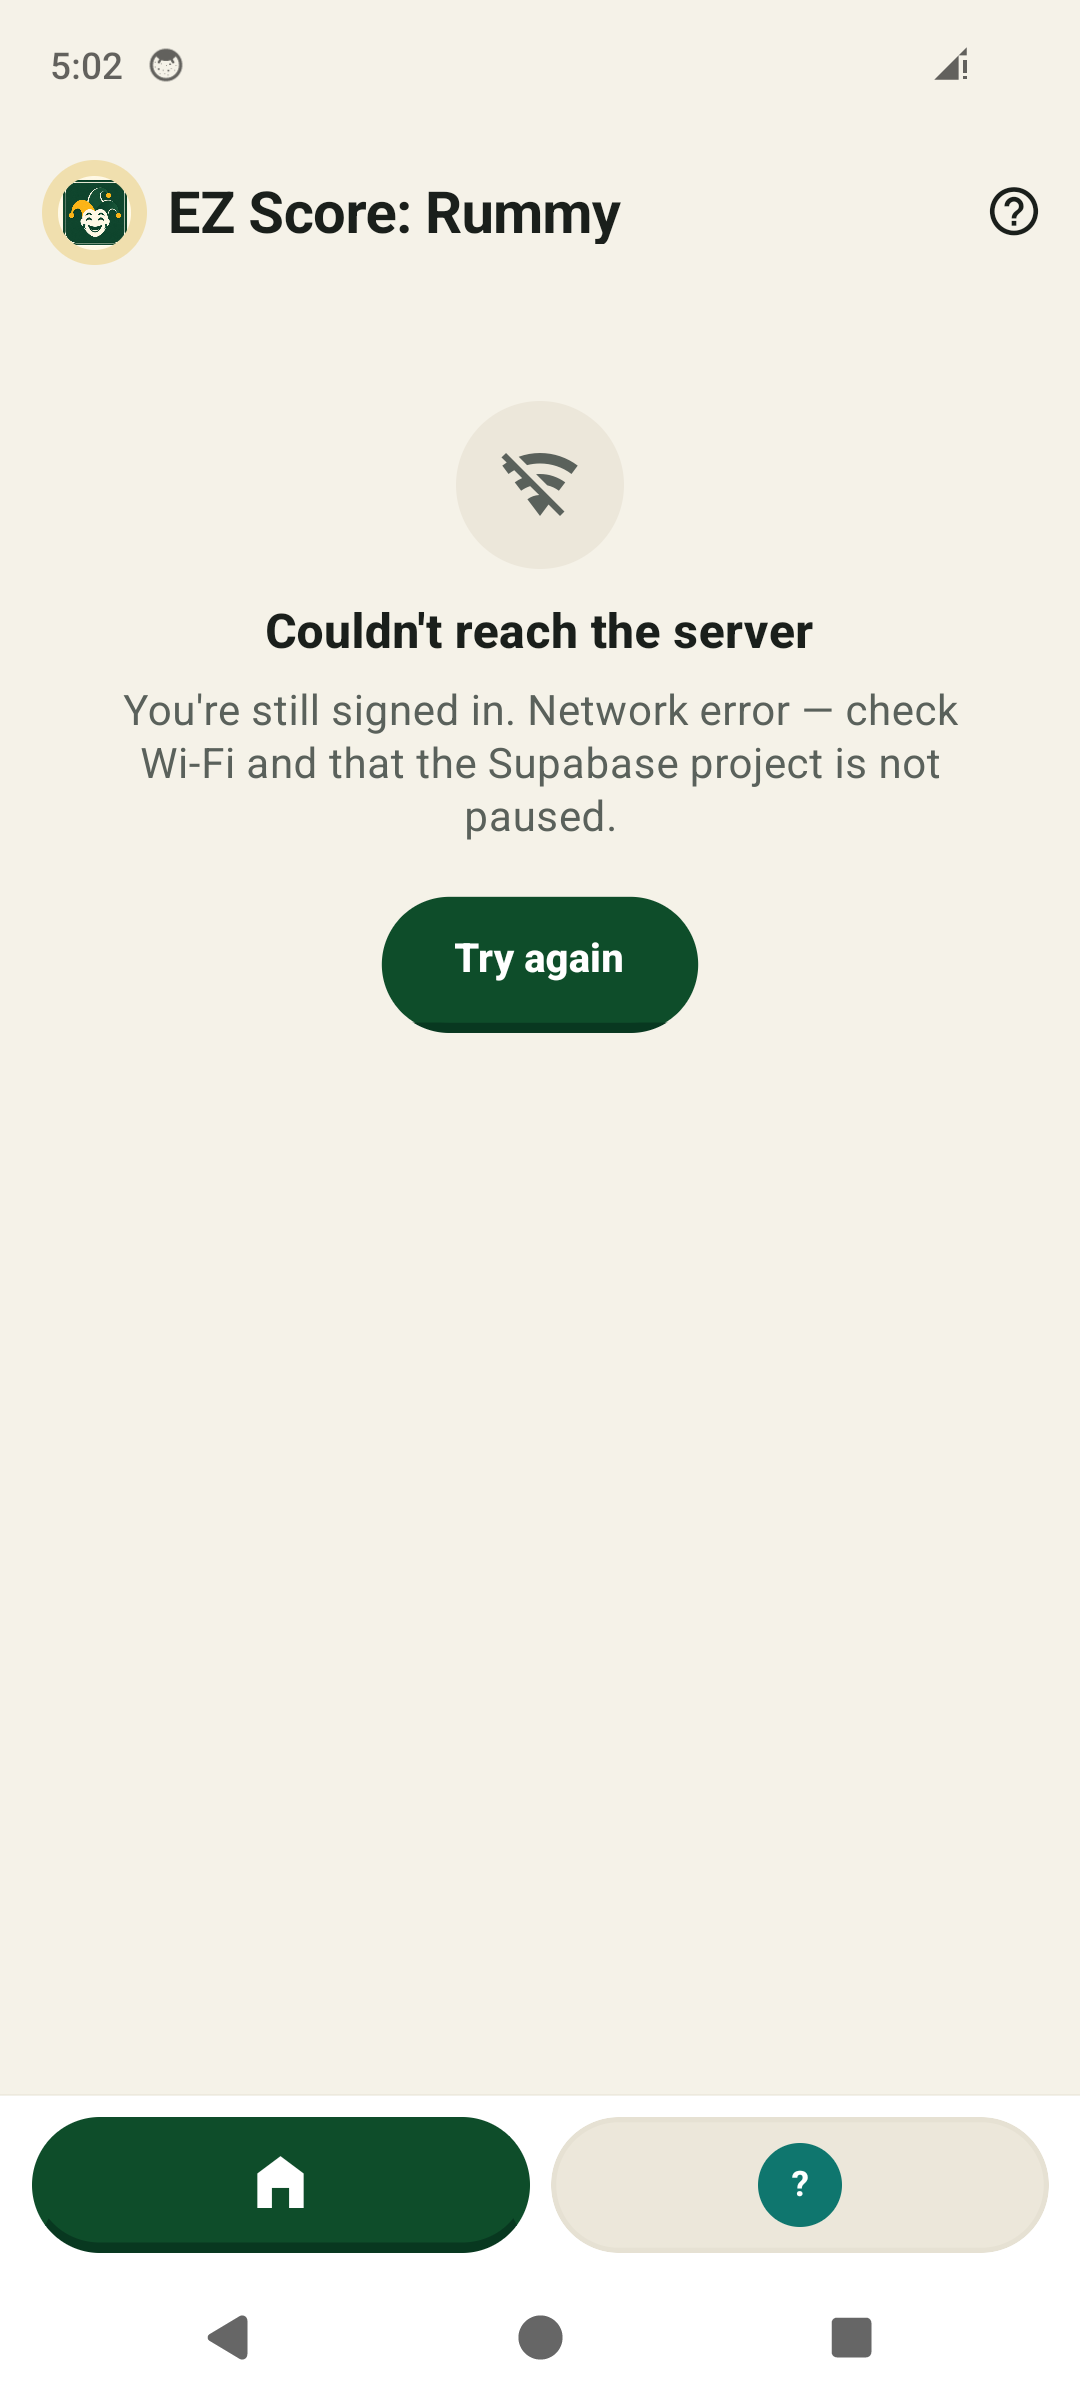 5:02
EZ Score: Rummy
?
Couldn't reach the server
You're still signed in. Network error — check
Wi-Fi and that the Supabase project is not
paused.
Try again
?